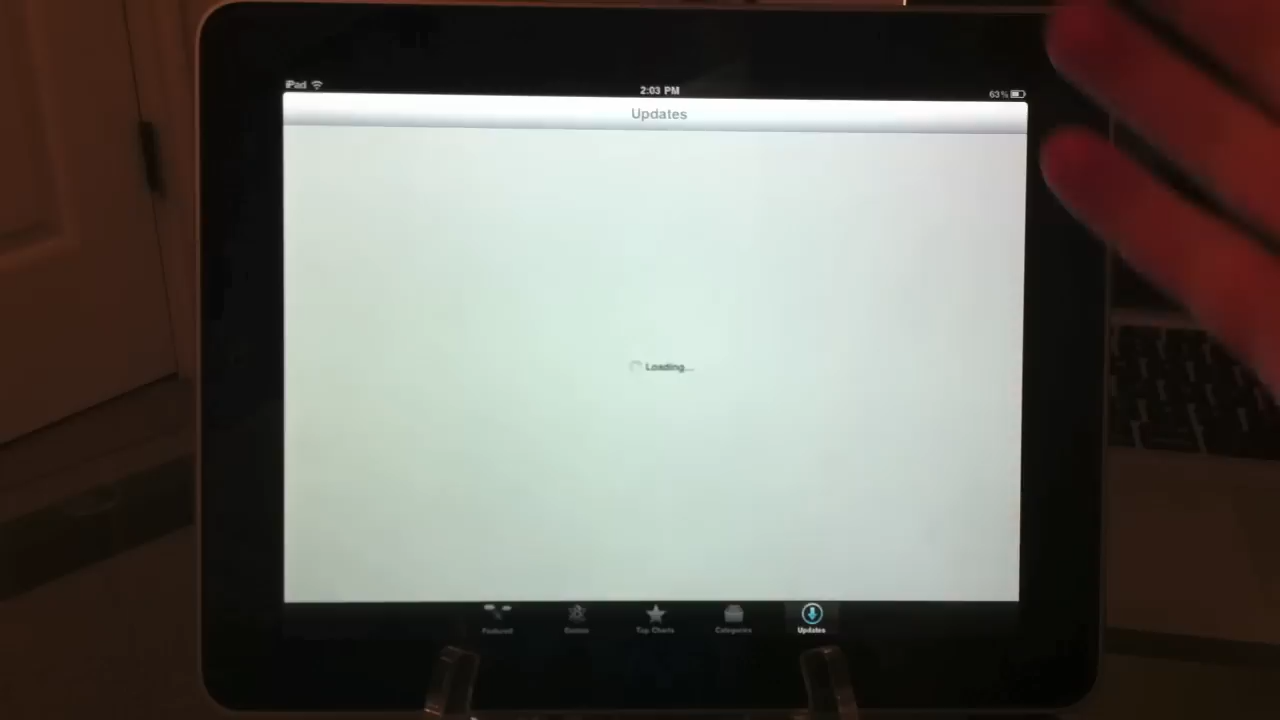 iPad
2:03 PM
63%
Updates
Loading...
Featured
Genius
Top Charts
Categories
Updates